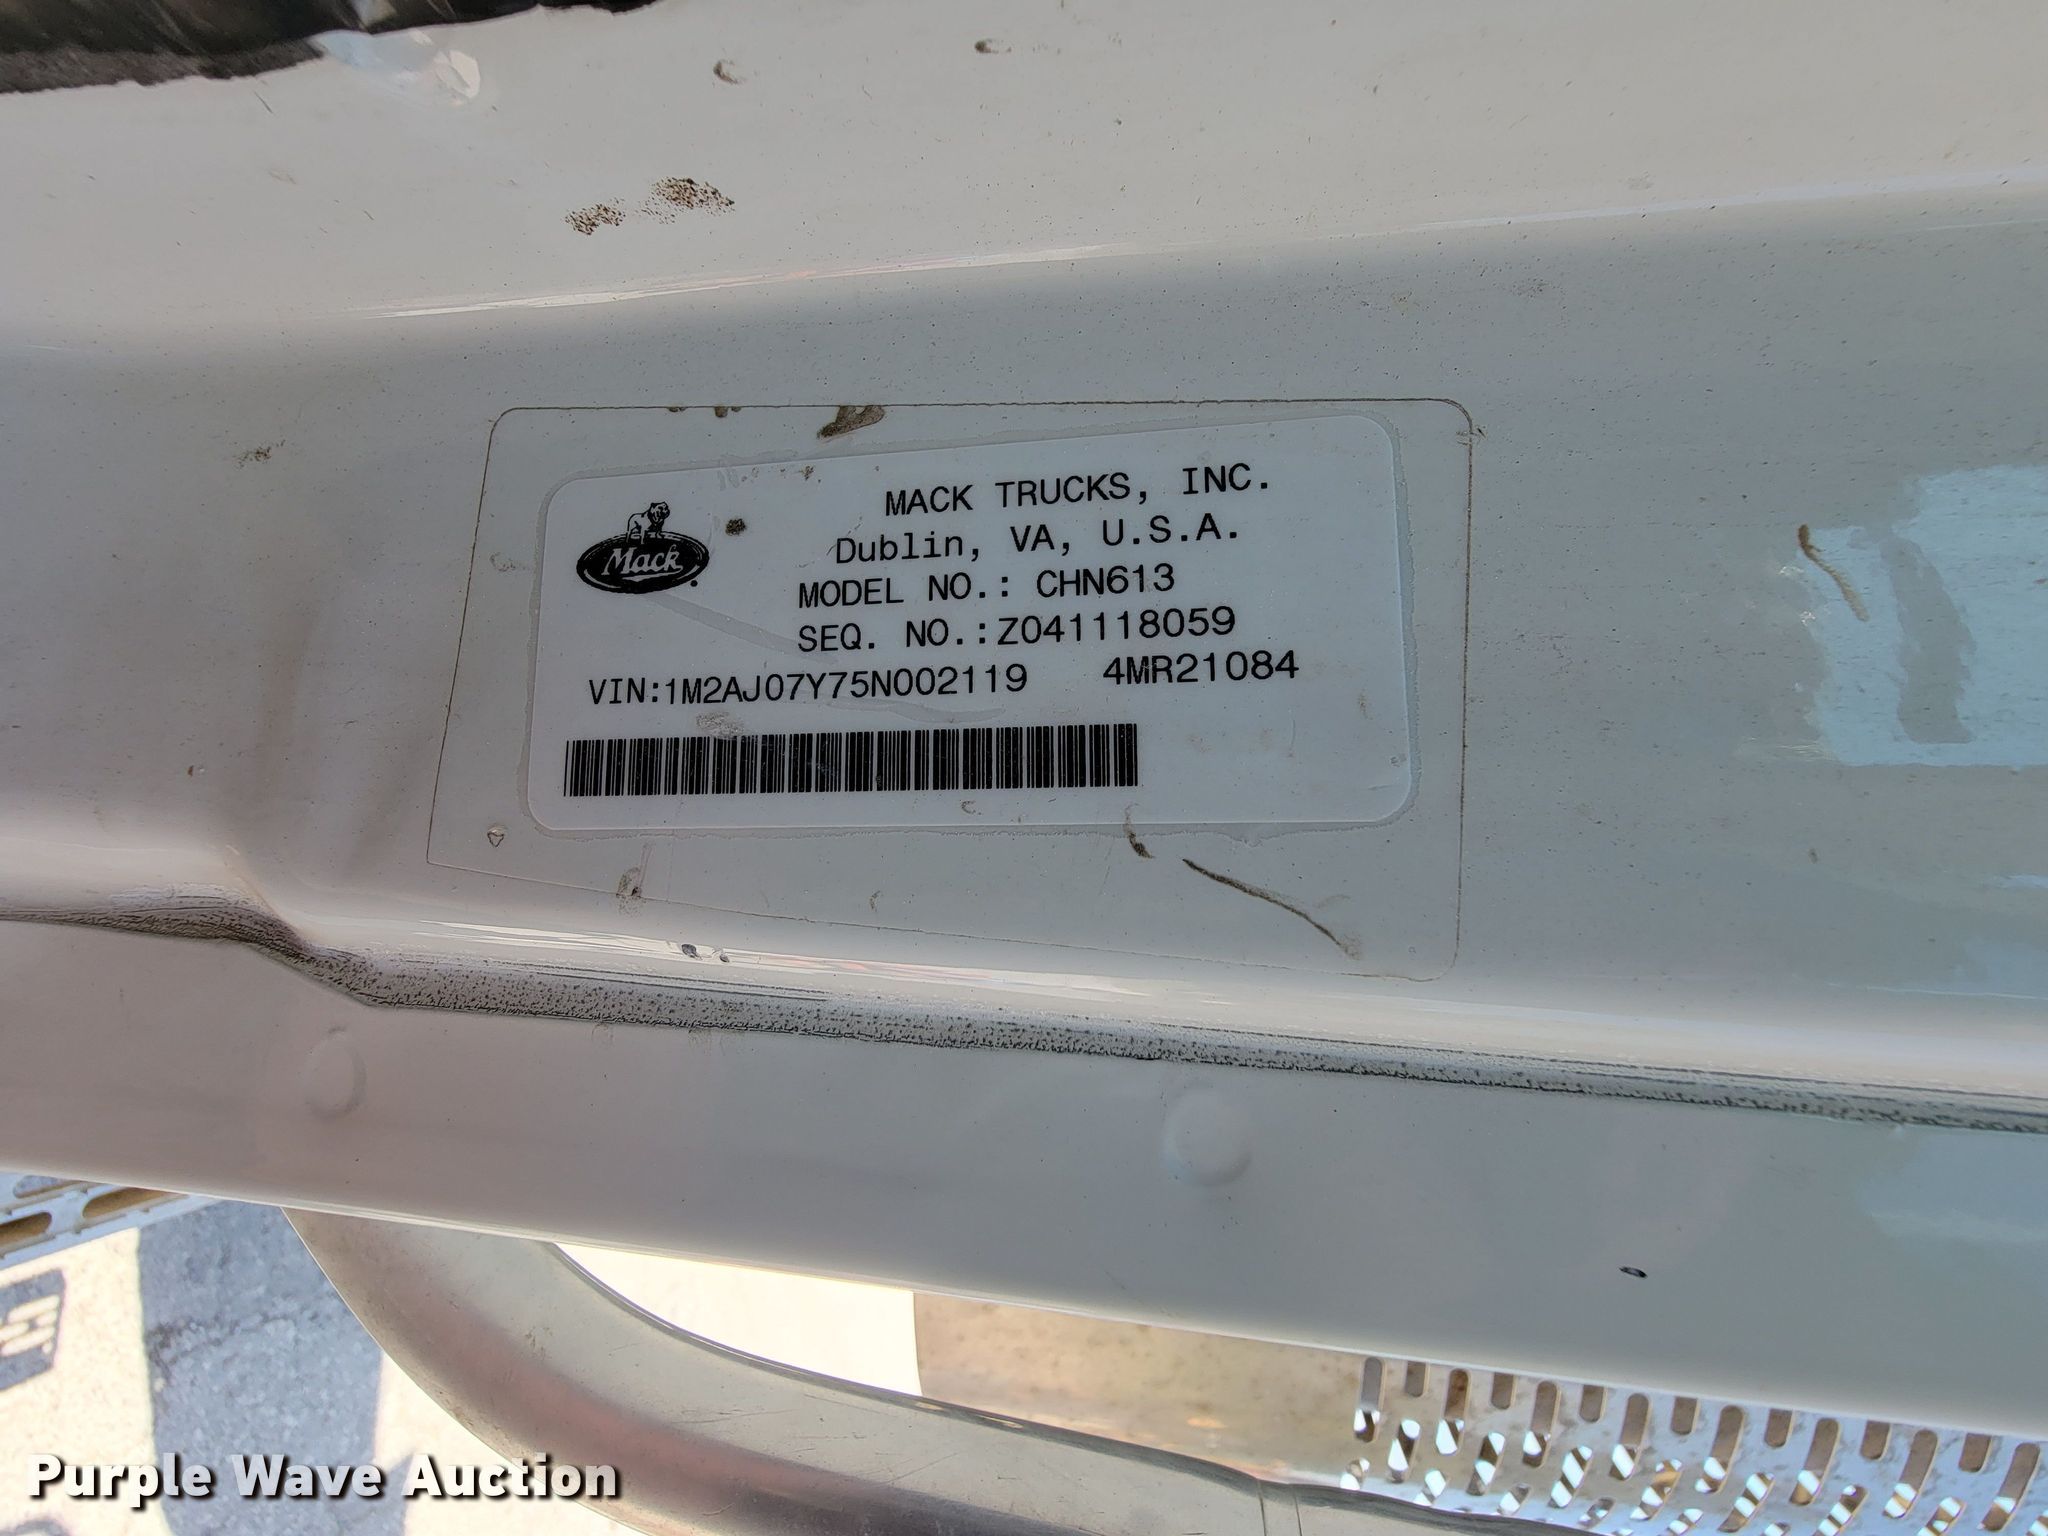 MACK TRUCKS, INC.
Dublin, VA, U.S.A.
Mack
MODEL NO.: CHN613
SEQ. NO.:Z041118059
VIN:1M2AJ07Y75N002119 4MR21084
Purple Wave Auction